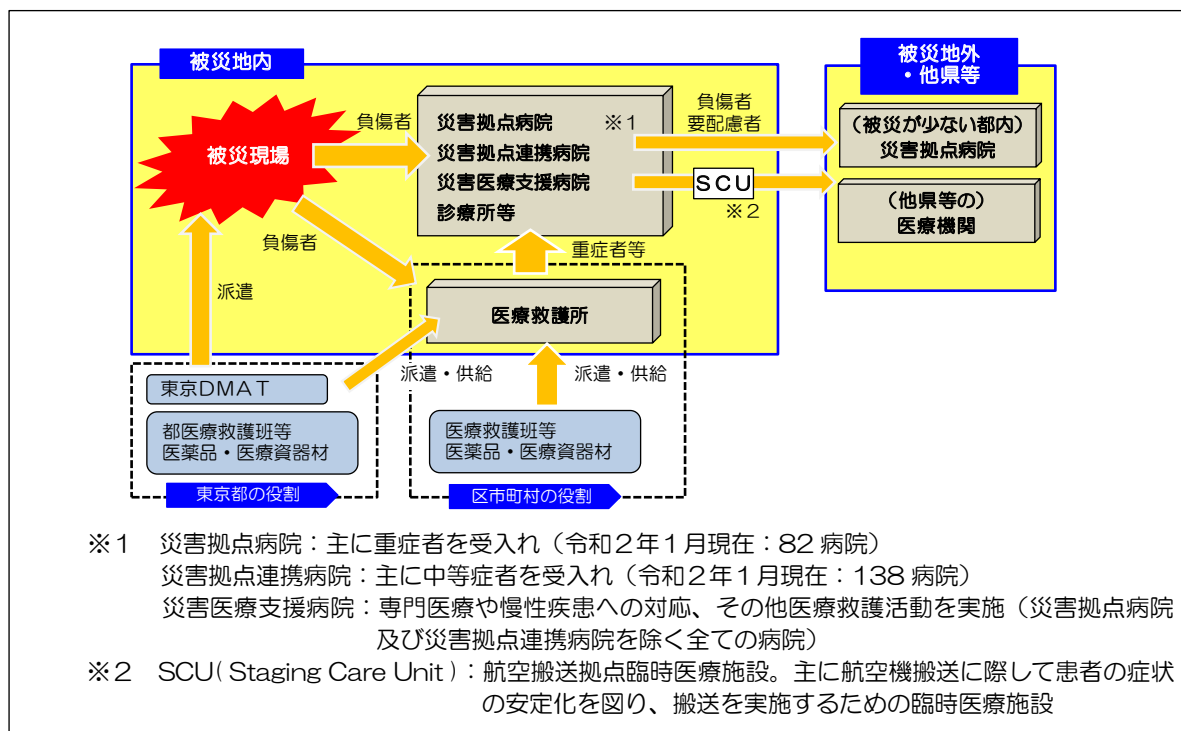 被災地内
被災地外
・他県等
被災現場
負傷者
災害拠点病院　※1
災害拠点連携病院
災害医療支援病院
診療所等
負傷者
要配慮者
SCU
※2
(被災が少ない都内)
災害拠点病院
(他県等の)
医療機関
負傷者
重症者等
派遣
医療救護所
派遣・供給
派遣・供給
東京DMAT
都医療救護班等
医薬品・医療資器材
東京都の役割
医療救護班等
医薬品・医療資器材
区市町村の役割
※1　災害拠点病院：主に重症者を受入れ（令和2年1月現在：82 病院）
災害拠点連携病院：主に中等症者を受入れ（令和2年1月現在：138 病院）
災害医療支援病院：専門医療や慢性疾患への対応、その他医療救護活動を実施（災害拠点病院
及び災害拠点連携病院を除く全ての病院）
※2　SCU( Staging Care Unit )：航空搬送拠点臨時医療施設。主に航空機搬送に際して患者の症状
の安定化を図り、搬送を実施するための臨時医療施設